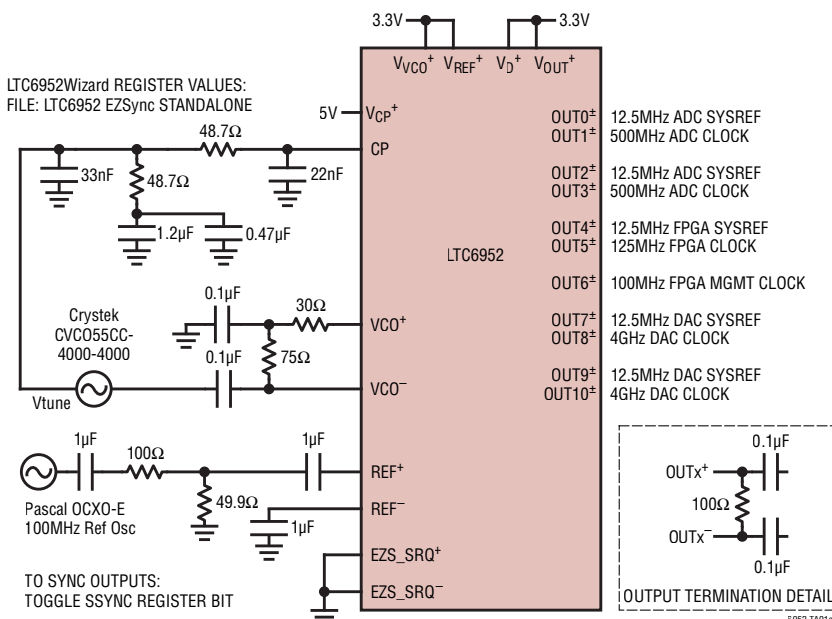 3.3V
3.3V
VVCO+ VREF+ VD+ VOUT+
LTC6952Wizard REGISTER VALUES:
FILE: LTC6952 EZSync STANDALONE
5V
VCP+
OUT0± 12.5MHz ADC SYSREF
OUT1± 500MHz ADC CLOCK
48.7Ω
CP
33nF
48.7Ω
22nF
OUT2± 12.5MHz ADC SYSREF
OUT3± 500MHz ADC CLOCK
1.2µF
0.47µF
OUT4± 12.5MHz FPGA SYSREF
OUT5± 125MHz FPGA CLOCK
LTC6952
OUT6± 100MHz FPGA MGMT CLOCK
0.1µF
30Ω
Crystek
CVCO55CC-
4000-4000
VCO+
OUT7± 12.5MHz DAC SYSREF
OUT8± 4GHz DAC CLOCK
0.1µF
75Ω
Vtune
VCO–
OUT9± 12.5MHz DAC SYSREF
OUT10± 4GHz DAC CLOCK
1µF
100Ω
1µF
REF+
49.9Ω
Pascal OCXO-E
100MHz Ref Osc
REF–
1µF
EZS_SRQ+
TO SYNC OUTPUTS:
TOGGLE SSYNC REGISTER BIT
EZS_SRQ–
0.1µF
OUTx+
100Ω
OUTx–
0.1µF
OUTPUT TERMINATION DETAIL